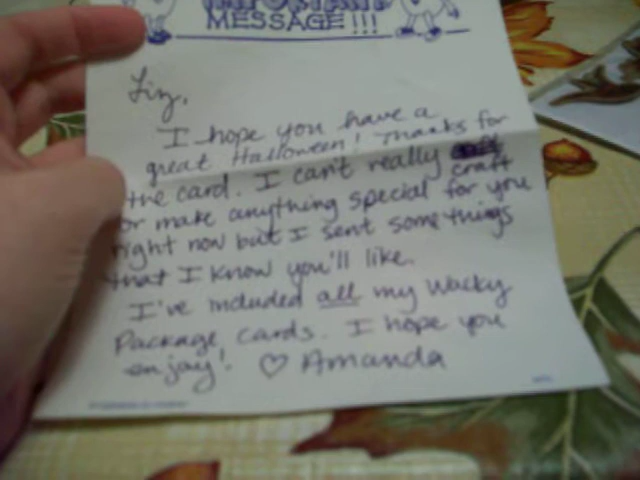 IMPORTANT
MESSAGE!!!
Liz,
I hope you have a
great Halloween! Thanks for
the card. I can't really craft
or make anything special for you
right now but I sent some things
that I know you'll like.
I've included all my Wacky
Package cards. I hope you
enjoy! ♡ Amanda